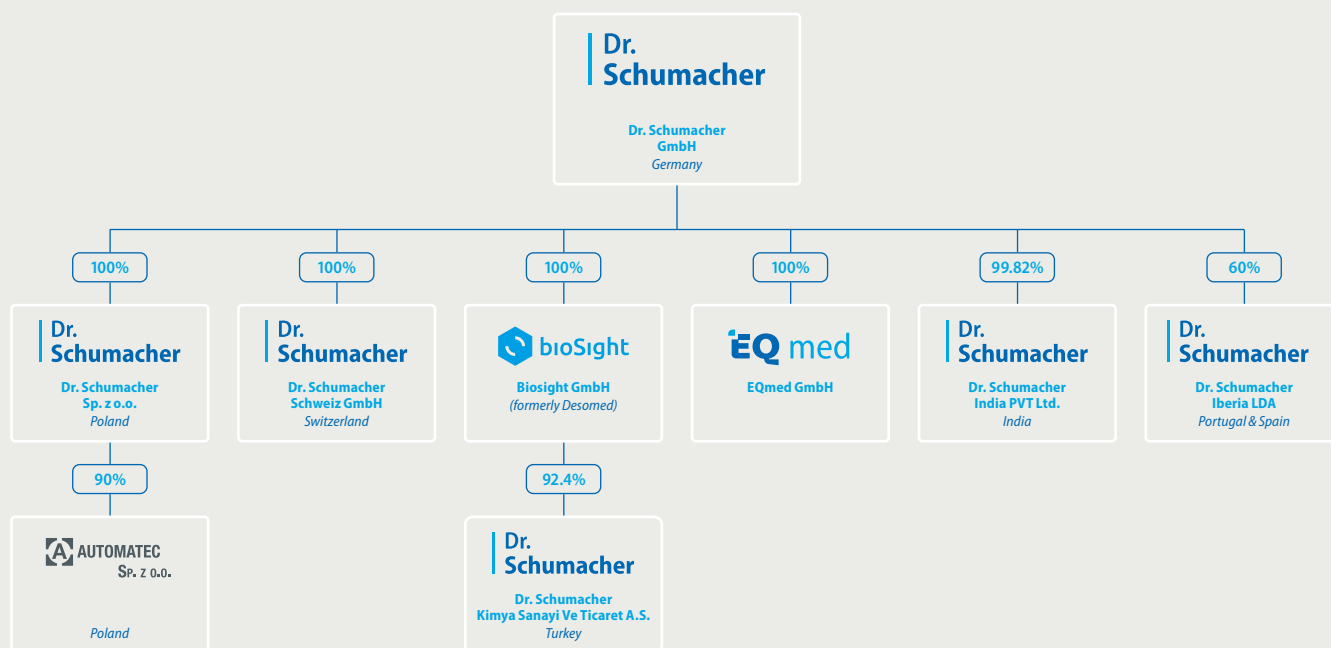 Dr.
Schumacher
Dr. Schumacher
GmbH
Germany
100%
100%
100%
100%
99.82%
60%
Dr.
Schumacher
Dr. Schumacher
Sp. z o.o.
Poland
Dr.
Schumacher
Dr. Schumacher
Schweiz GmbH
Switzerland
bıoSıght
Biosight GmbH
(formerly Desomed)
EQ med
EQmed GmbH
Dr.
Schumacher
Dr. Schumacher
India PVT Ltd.
India
Dr.
Schumacher
Dr. Schumacher
Iberia LDA
Portugal & Spain
90%
92.4%
A AUTOMATEC
Sp. z o.o.
Poland
Dr.
Schumacher
Dr. Schumacher
Kimya Sanayi Ve Ticaret A.S.
Turkey